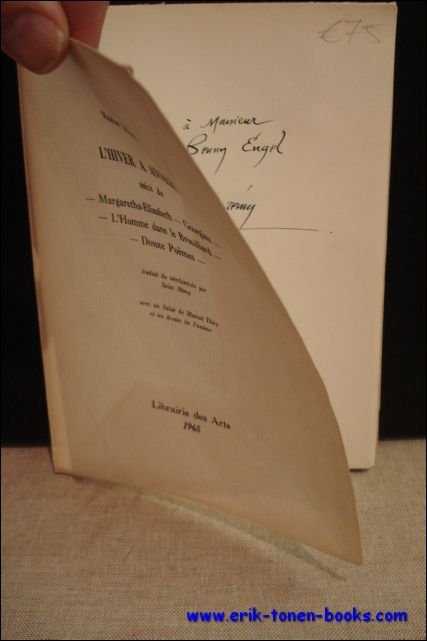 €75
à Monsieur
Benny Engel
L'HIVER A
suivi de
— Margaretha-Elisabeth — Georgina —
— L'Homme dans le Brouillard —
— Douze Poèmes —
traduit du néerlandais par
Saint-Rémy
avec un Salut de Marcel Thiry
et un dessin de l'auteur
Librairie des Arts
1965
www.erik-tonen-books.com